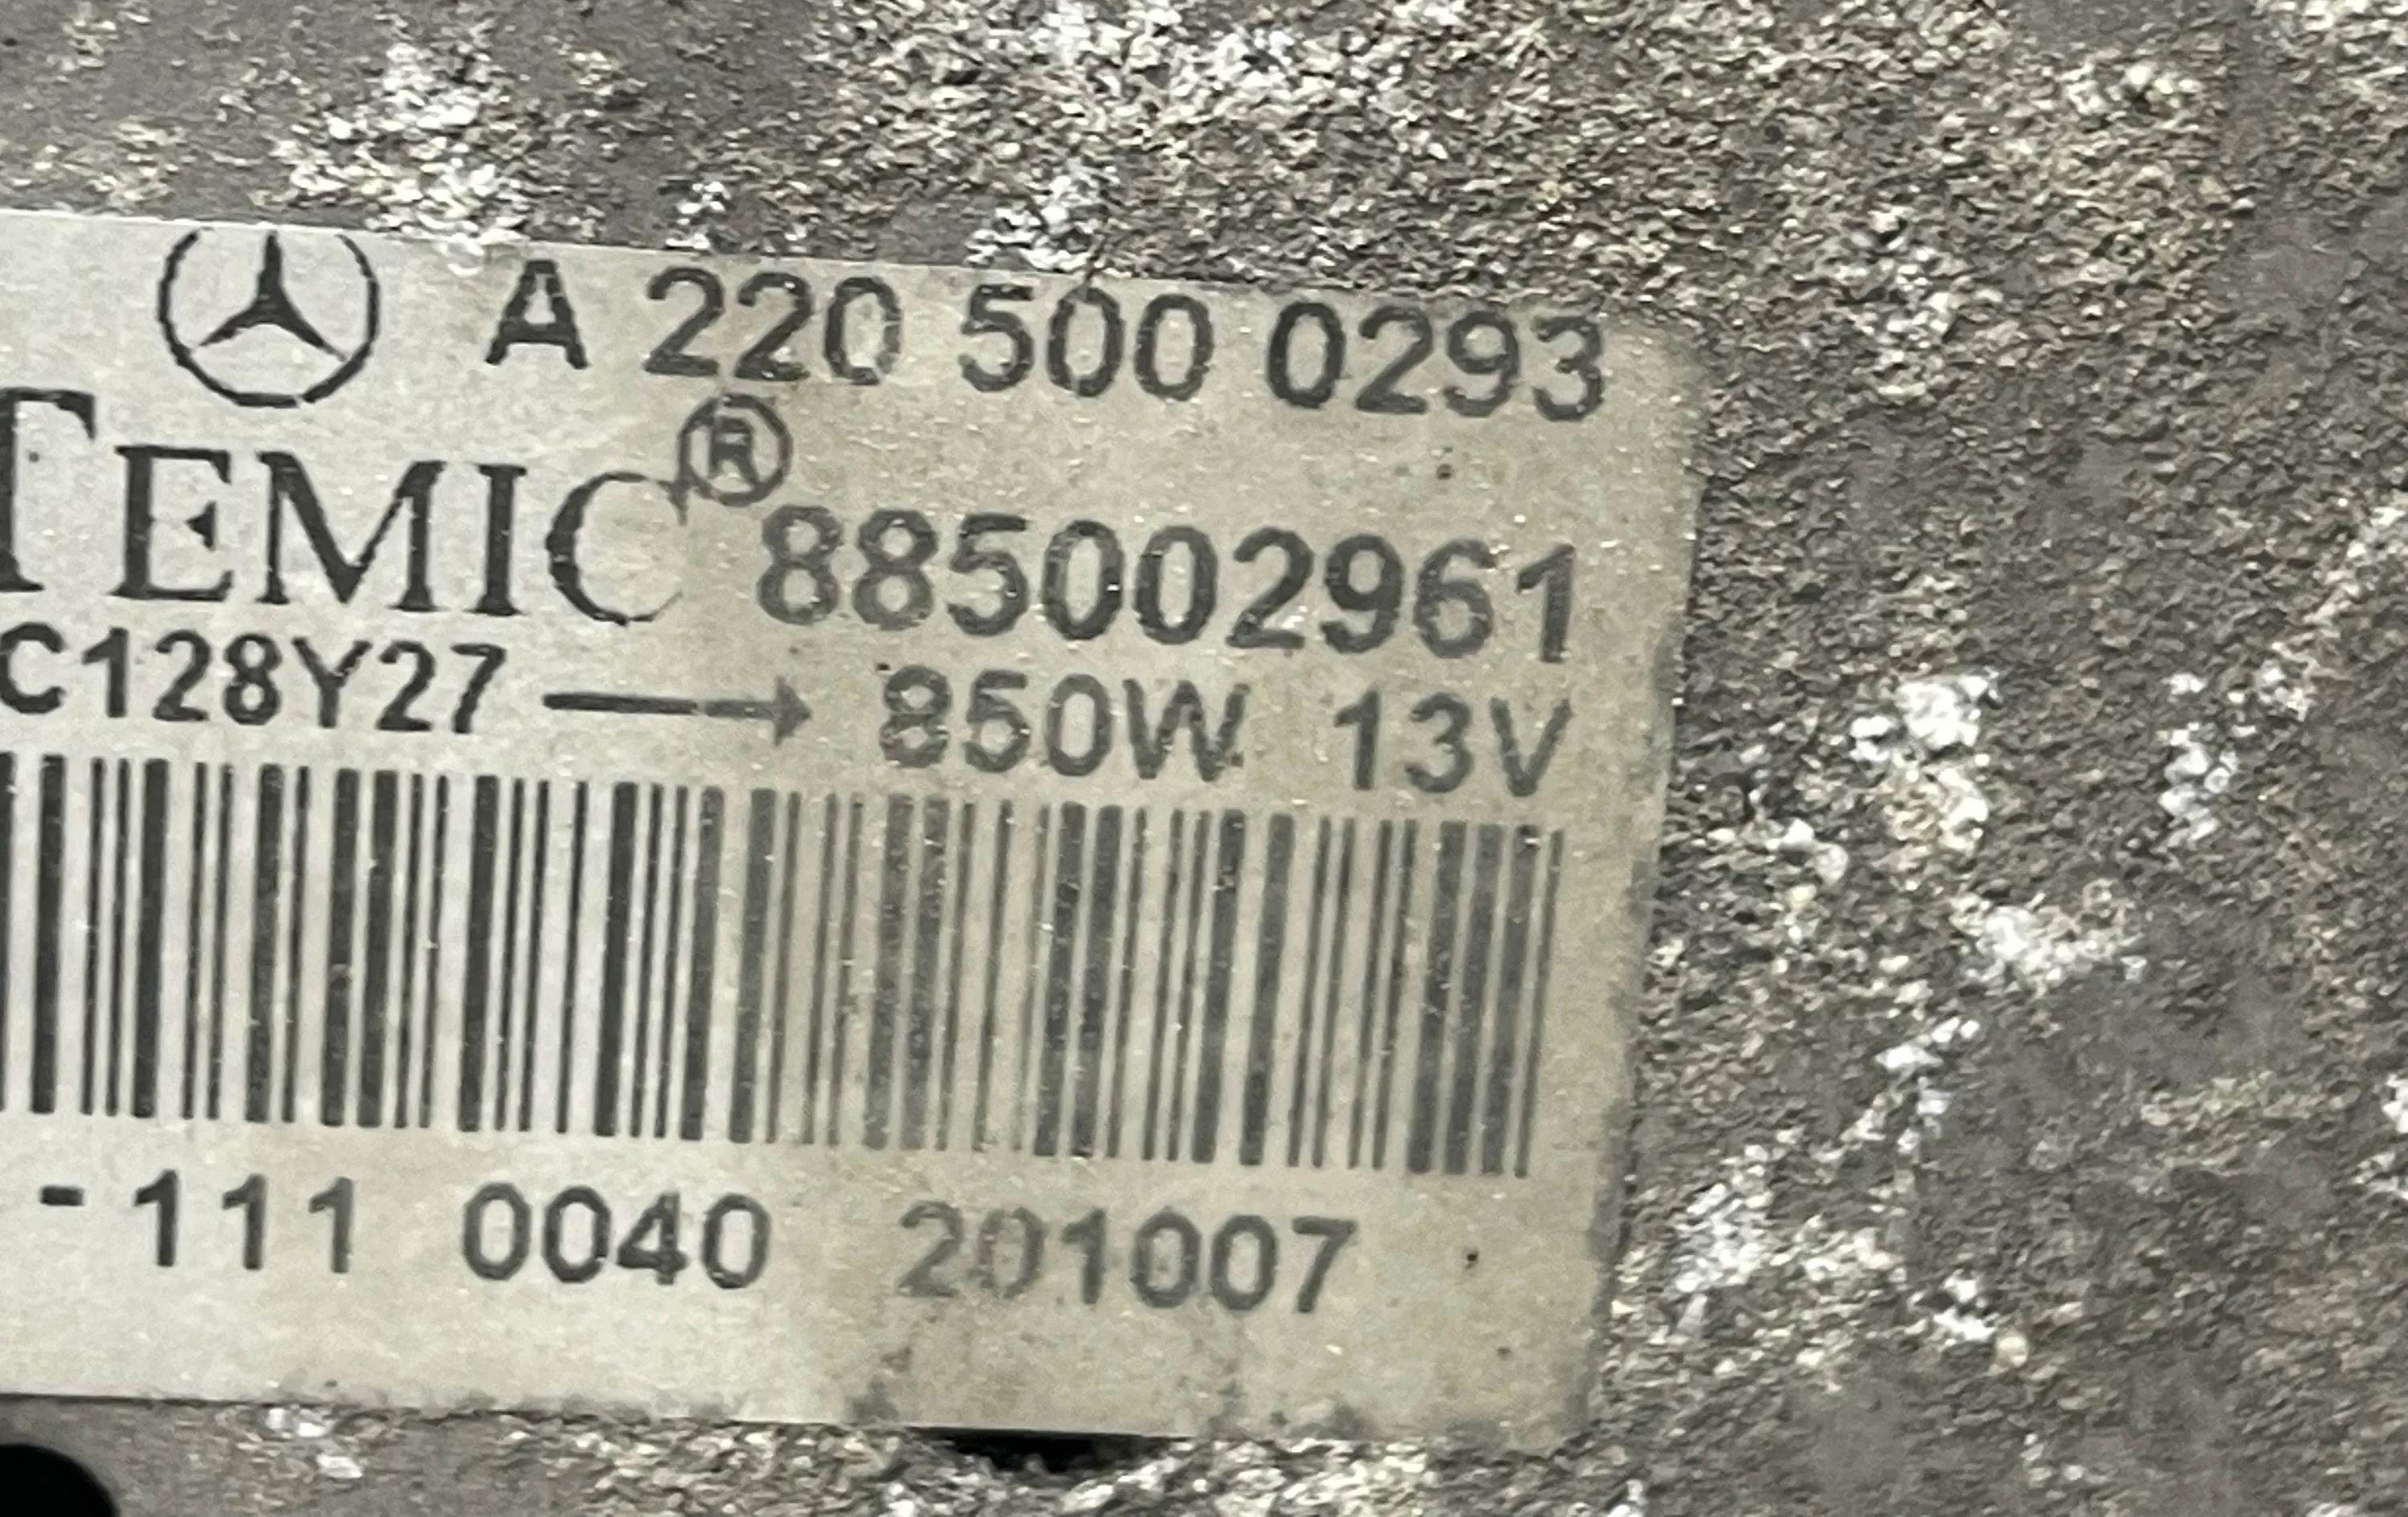 A 220 500 0293
TEMIC® 885002961
C128Y27 → 850W 13V
-111 0040 201007